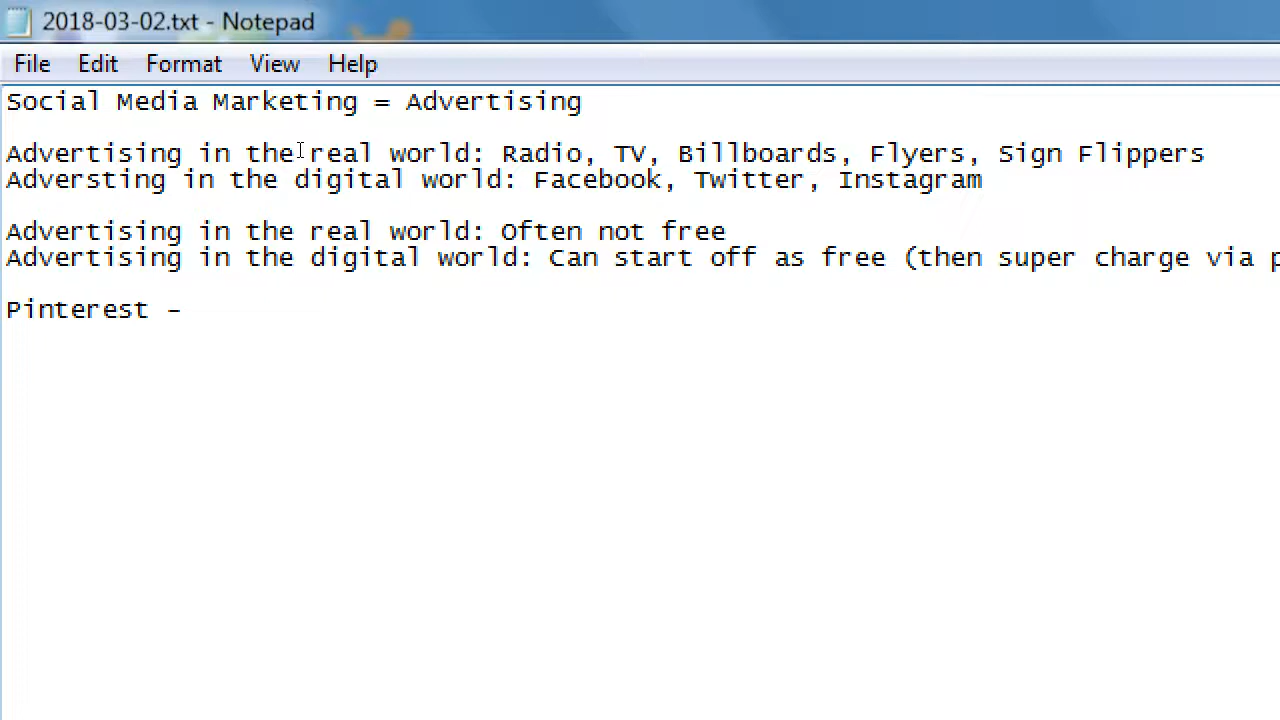 2018-03-02.txt - Notepad
File Edit Format View Help
Social Media Marketing = Advertising
Advertising in the real world: Radio, TV, Billboards, Flyers, Sign Flippers
Adversting in the digital world: Facebook, Twitter, Instagram
Advertising in the real world: Often not free
Advertising in the digital world: Can start off as free (then super charge via
Pinterest -